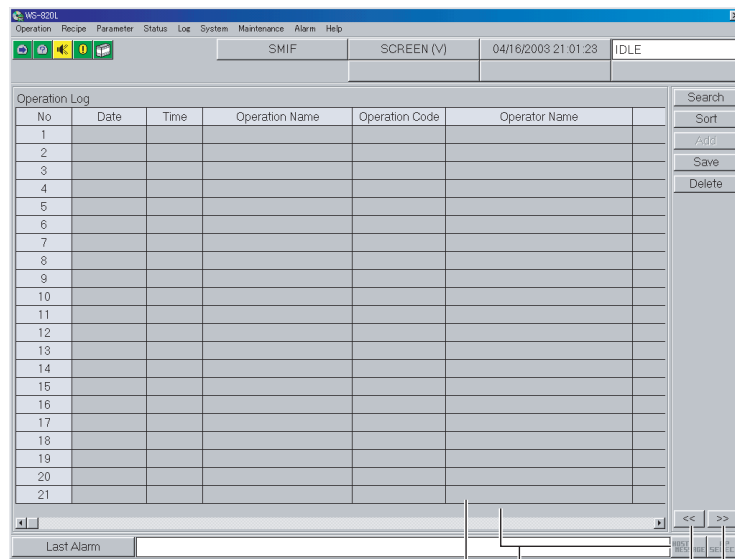 WS-820L
Operation Recipe Parameter Status Log System Maintenance Alarm Help
SMIF SCREEN (V) 04/16/2003 21:01:23 IDLE
Operation Log
No Date Time Operation Name Operation Code Operator Name
1
2
3
4
5
6
7
8
9
10
11
12
13
14
15
16
17
18
19
20
21
Search
Sort
Add
Save
Delete
<< >>
Last Alarm
HOST
MESSAGE